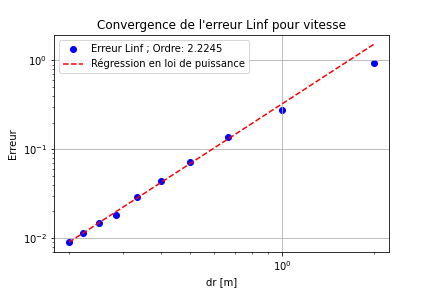 Convergence de l'erreur Linf pour vitesse
Erreur Linf ; Ordre: 2.2245
Régression en loi de puissance
10⁰
10⁻¹
10⁻²
Erreur
10⁰
dr [m]